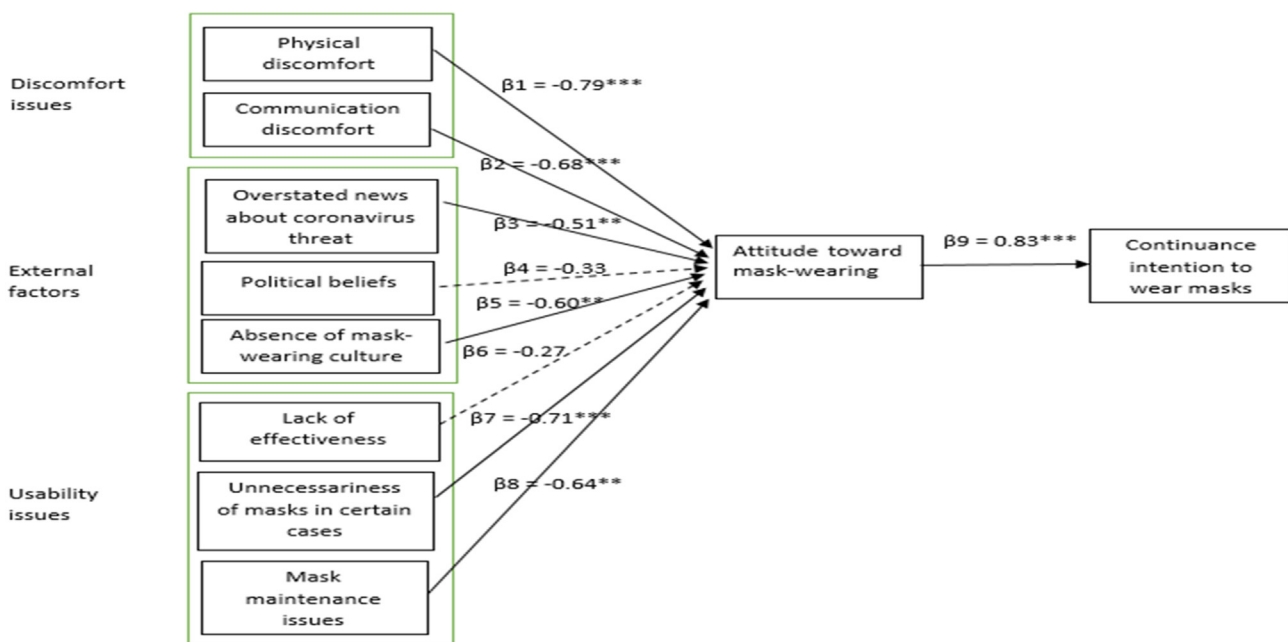 Discomfort
issues
Physical
discomfort
Communication
discomfort
β1 = -0.79***
β2 = -0.68***
External
factors
Overstated news
about coronavirus
threat
Political beliefs
Absence of mask-
wearing culture
β3 = -0.51**
β4 = -0.33
β5 = -0.60**
Usability
issues
Lack of
effectiveness
Unnecessariness
of masks in certain
cases
Mask
maintenance
issues
β6 = -0.27
β7 = -0.71***
β8 = -0.64**
Attitude toward
mask-wearing
β9 = 0.83***
Continuance
intention to
wear masks